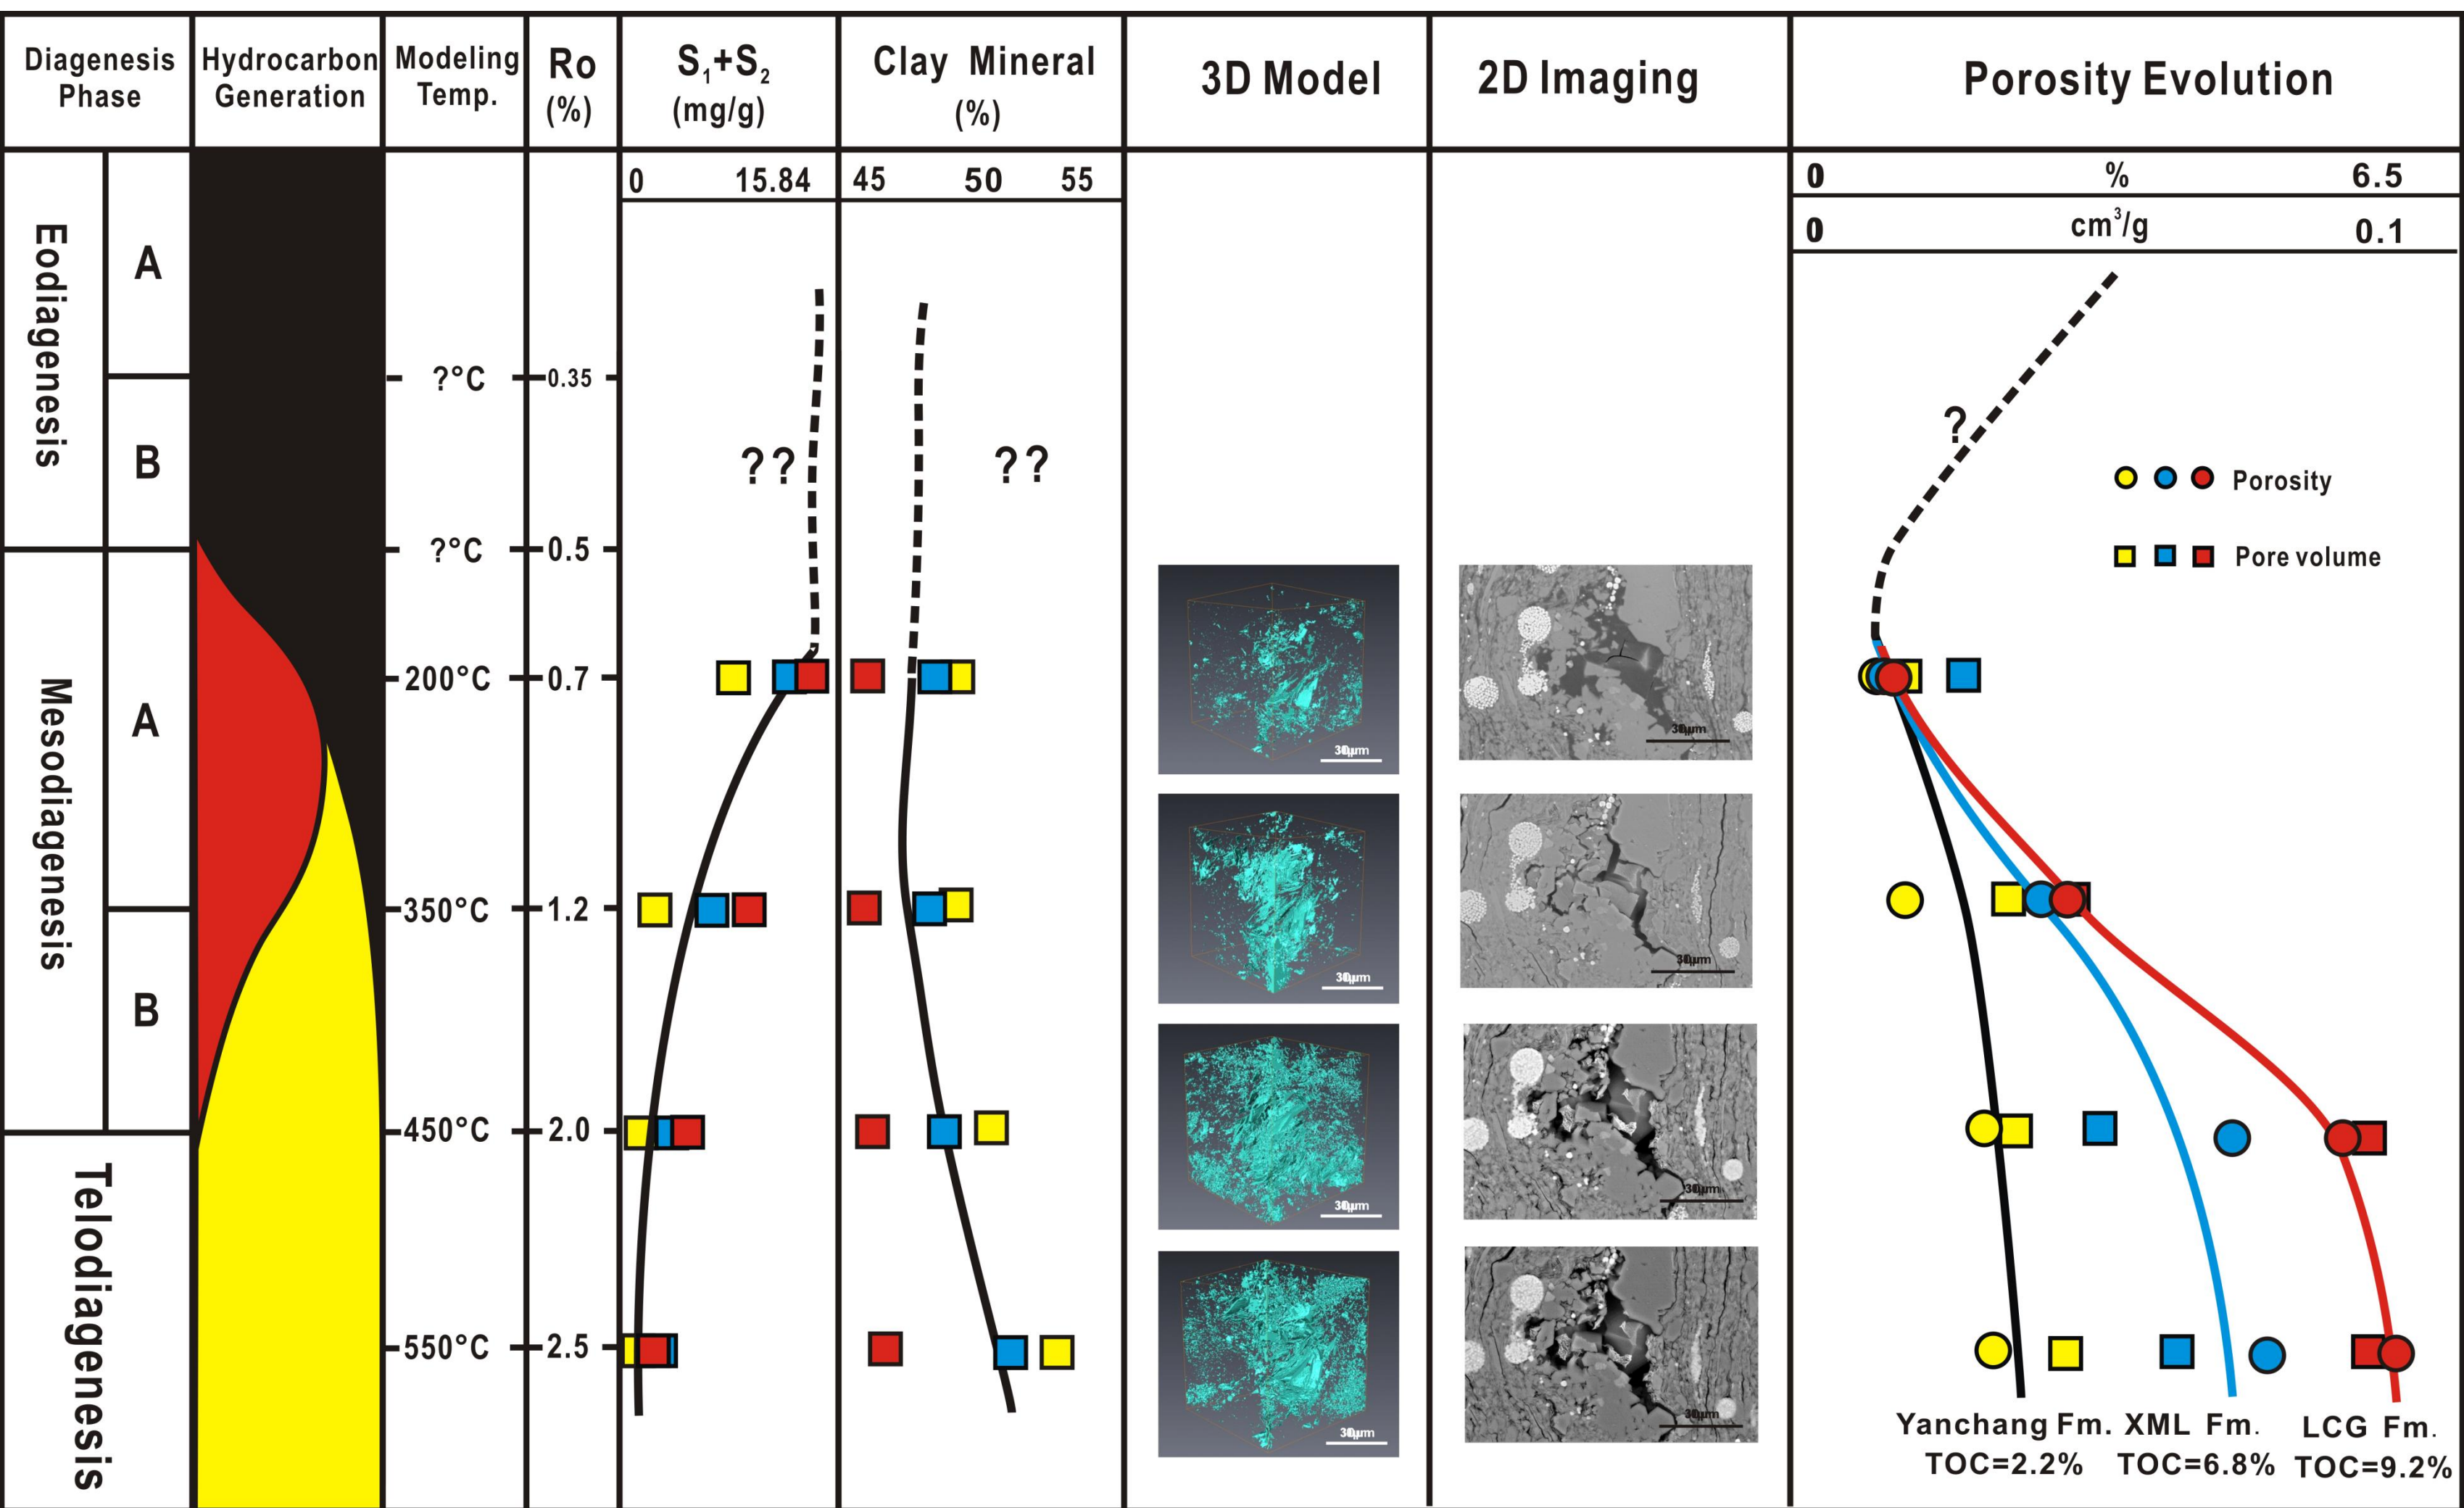 Diagenesis
Phase
Hydrocarbon
Generation
Modeling
Temp.
Ro
(%)
S₁+S₂
(mg/g)
Clay Mineral
(%)
3D Model
2D Imaging
Porosity Evolution
0 15.84
45 50 55
0 % 6.5
0 cm³/g 0.1
Eodiagenesis
A
B
Mesodiagenesis
A
B
Telodiagenesis
?°C
?°C
200°C
350°C
450°C
550°C
0.35
0.5
0.7
1.2
2.0
2.5
??
??
?
Porosity
Pore volume
Yanchang Fm.
TOC=2.2%
XML Fm.
TOC=6.8%
LCG Fm.
TOC=9.2%